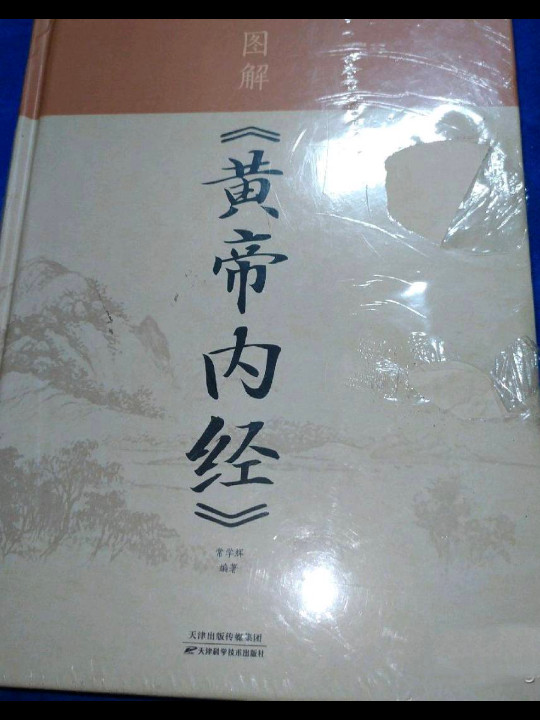 图解
《黄帝内经》
常学辉
编著
天津出版传媒集团
天津科学技术出版社